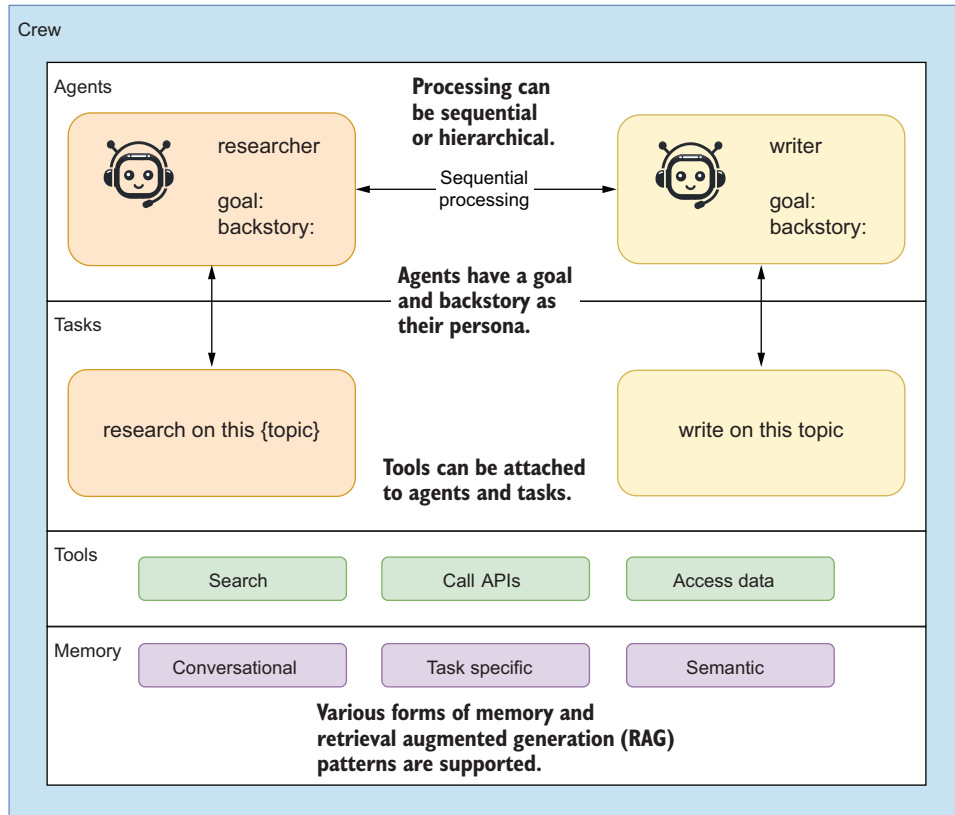 Crew
Agents
Processing can
be sequential
or hierarchical.
researcher
goal:
backstory:
Sequential
processing
writer
goal:
backstory:
Agents have a goal
and backstory as
their persona.
Tasks
research on this {topic}
write on this topic
Tools can be attached
to agents and tasks.
Tools
Search
Call APIs
Access data
Memory
Conversational
Task specific
Semantic
Various forms of memory and
retrieval augmented generation (RAG)
patterns are supported.